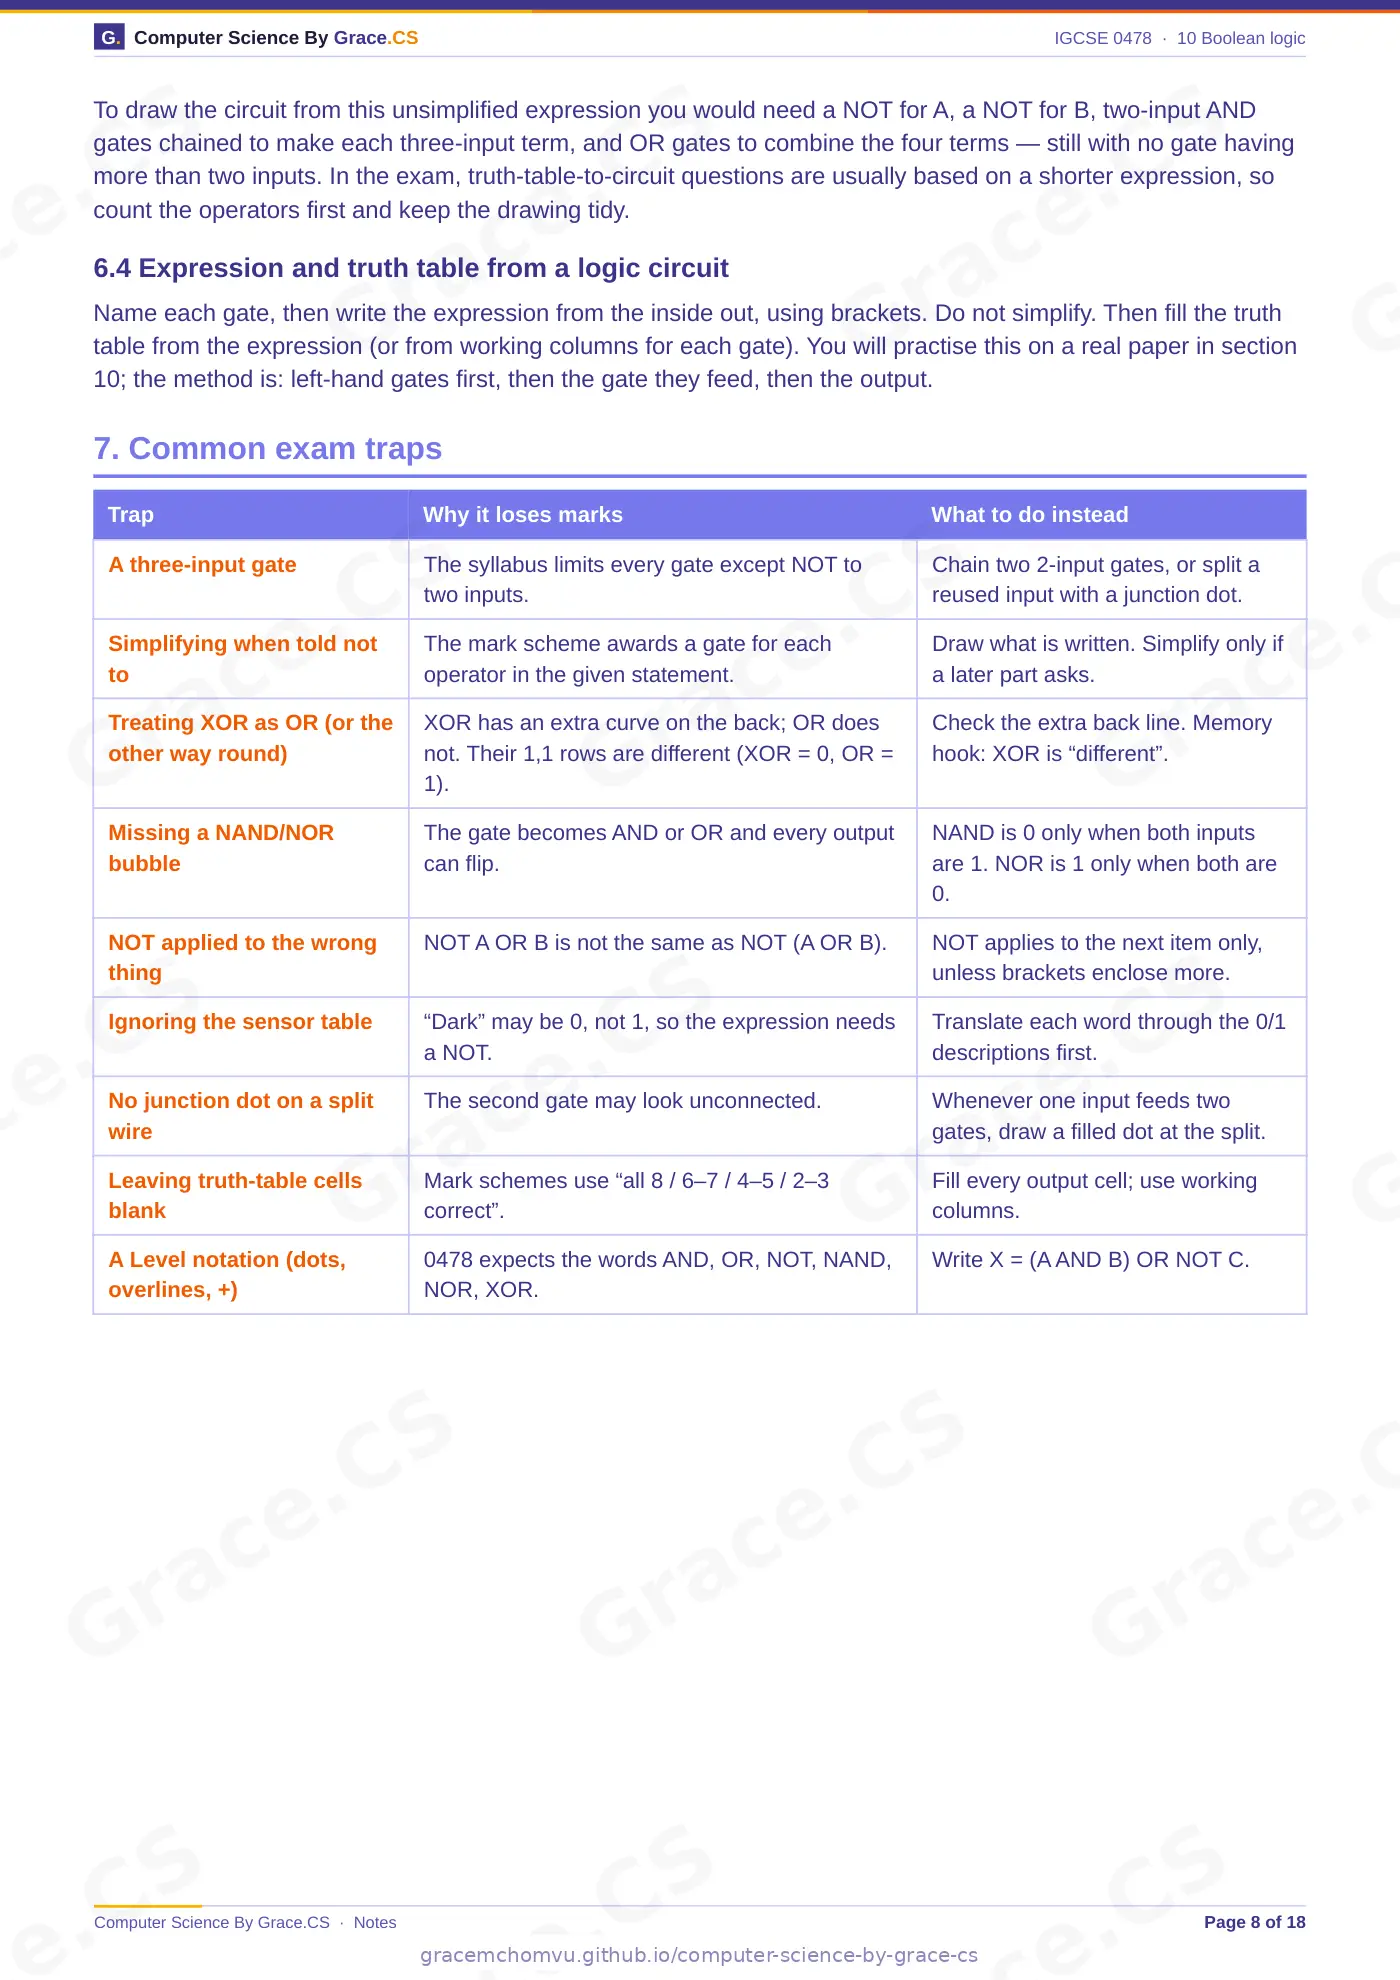 G. Computer Science By Grace.CS
IGCSE 0478 · 10 Boolean logic
To draw the circuit from this unsimplified expression you would need a NOT for A, a NOT for B, two-input AND
gates chained to make each three-input term, and OR gates to combine the four terms — still with no gate having
more than two inputs. In the exam, truth-table-to-circuit questions are usually based on a shorter expression, so
count the operators first and keep the drawing tidy.
6.4 Expression and truth table from a logic circuit
Name each gate, then write the expression from the inside out, using brackets. Do not simplify. Then fill the truth
table from the expression (or from working columns for each gate). You will practise this on a real paper in section
10; the method is: left-hand gates first, then the gate they feed, then the output.
7. Common exam traps
Trap
Why it loses marks
What to do instead
A three-input gate
The syllabus limits every gate except NOT to
two inputs.
Chain two 2-input gates, or split a
reused input with a junction dot.
Simplifying when told not
to
The mark scheme awards a gate for each
operator in the given statement.
Draw what is written. Simplify only if
a later part asks.
Treating XOR as OR (or the
other way round)
XOR has an extra curve on the back; OR does
not. Their 1,1 rows are different (XOR = 0, OR =
1).
Check the extra back line. Memory
hook: XOR is “different”.
Missing a NAND/NOR
bubble
The gate becomes AND or OR and every output
can flip.
NAND is 0 only when both inputs
are 1. NOR is 1 only when both are
0.
NOT applied to the wrong
thing
NOT A OR B is not the same as NOT (A OR B).
NOT applies to the next item only,
unless brackets enclose more.
Ignoring the sensor table
“Dark” may be 0, not 1, so the expression needs
a NOT.
Translate each word through the 0/1
descriptions first.
No junction dot on a split
wire
The second gate may look unconnected.
Whenever one input feeds two
gates, draw a filled dot at the split.
Leaving truth-table cells
blank
Mark schemes use “all 8 / 6–7 / 4–5 / 2–3
correct”.
Fill every output cell; use working
columns.
A Level notation (dots,
overlines, +)
0478 expects the words AND, OR, NOT, NAND,
NOR, XOR.
Write X = (A AND B) OR NOT C.
Computer Science By Grace.CS · Notes
Page 8 of 18
gracemchomvu.github.io/computer-science-by-grace-cs